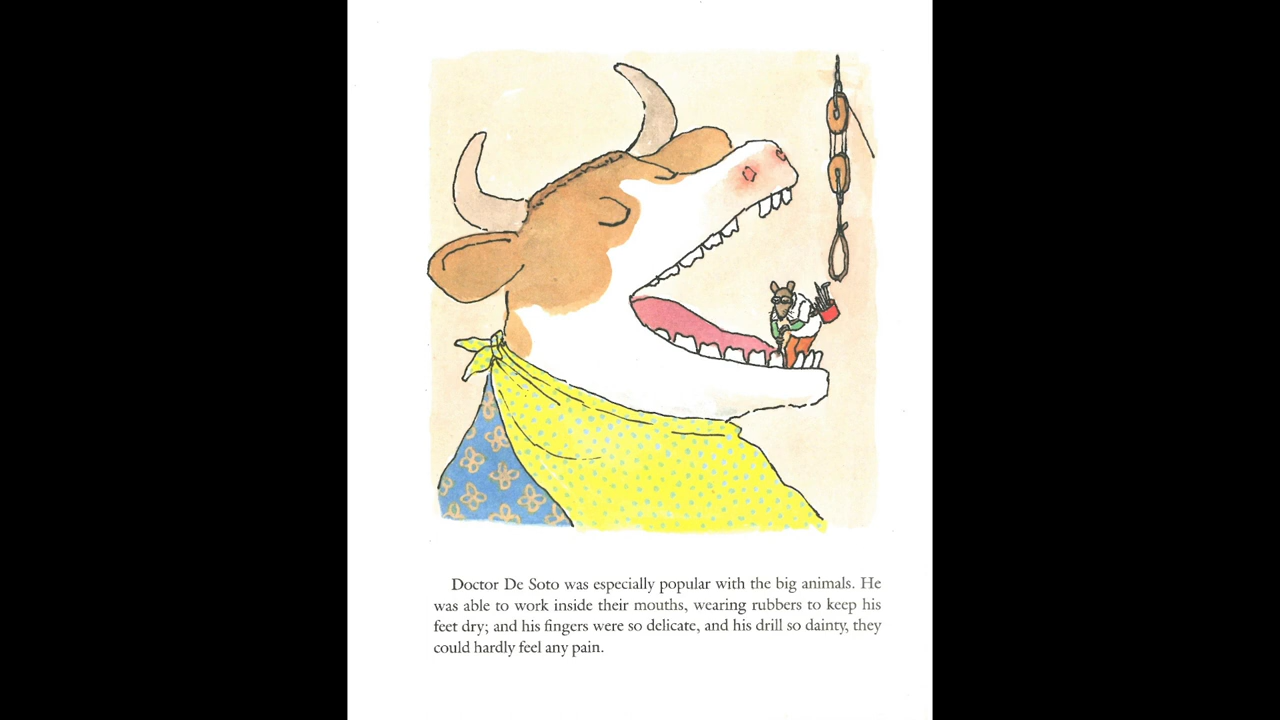 Doctor De Soto was especially popular with the big animals. He
was able to work inside their mouths, wearing rubbers to keep his
feet dry; and his fingers were so delicate, and his drill so dainty, they
could hardly feel any pain.